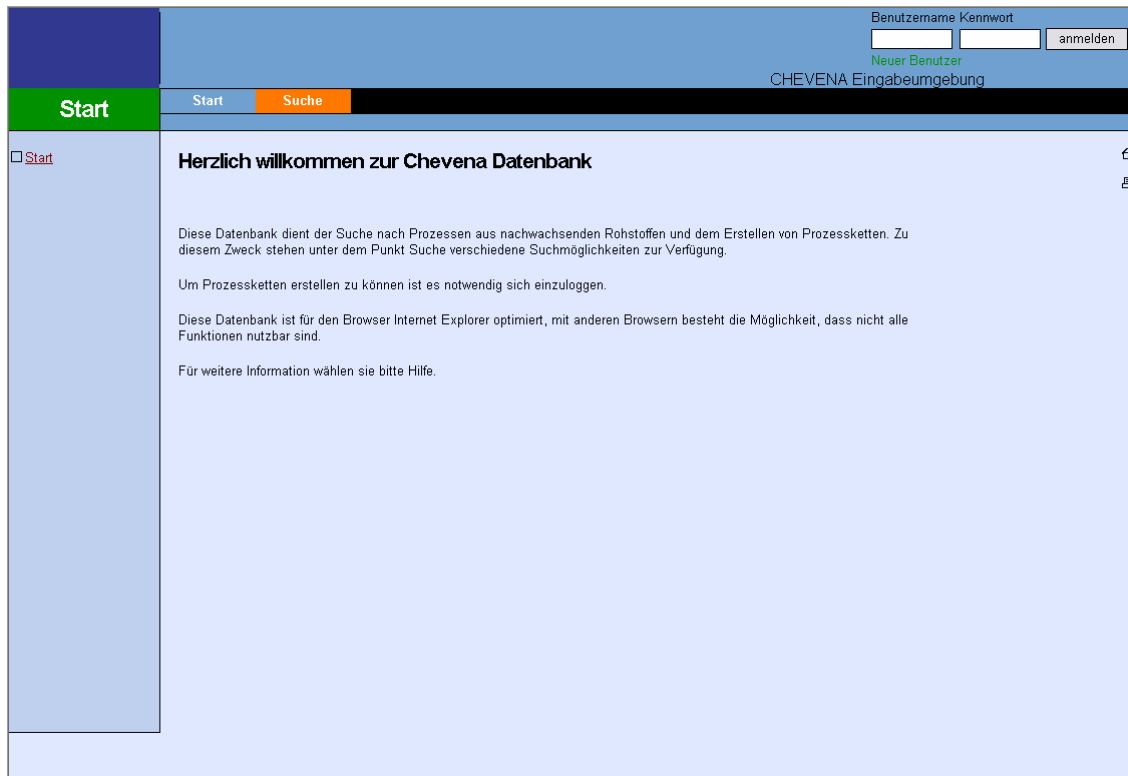 Benutzername Kennwort
anmelden
Neuer Benutzer
CHEVENA Eingabeumgebung
Start
Start Suche
Start
Herzlich willkommen zur Chevena Datenbank
Diese Datenbank dient der Suche nach Prozessen aus nachwachsenden Rohstoffen und dem Erstellen von Prozessketten. Zu
diesem Zweck stehen unter dem Punkt Suche verschiedene Suchmöglichkeiten zur Verfügung.
Um Prozessketten erstellen zu können ist es notwendig sich einzuloggen.
Diese Datenbank ist für den Browser Internet Explorer optimiert, mit anderen Browsern besteht die Möglichkeit, dass nicht alle
Funktionen nutzbar sind.
Für weitere Information wählen sie bitte Hilfe.